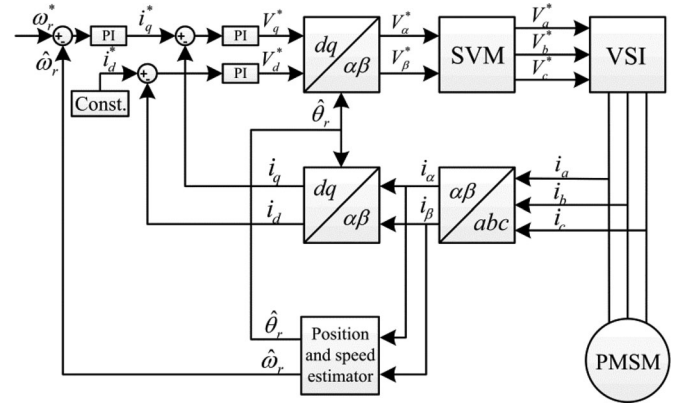 ω_r^* i_q^* V_q^* V_α^* V_a^*
PI PI dq SVM V_b^* VSI
ω̂_r i_d^* V_d^* αβ V_β^* V_c^*
PI
Const.
θ̂_r
i_q dq i_α αβ i_a
i_b
i_d αβ i_β abc i_c
θ̂_r Position
and speed
ω̂_r estimator
PMSM